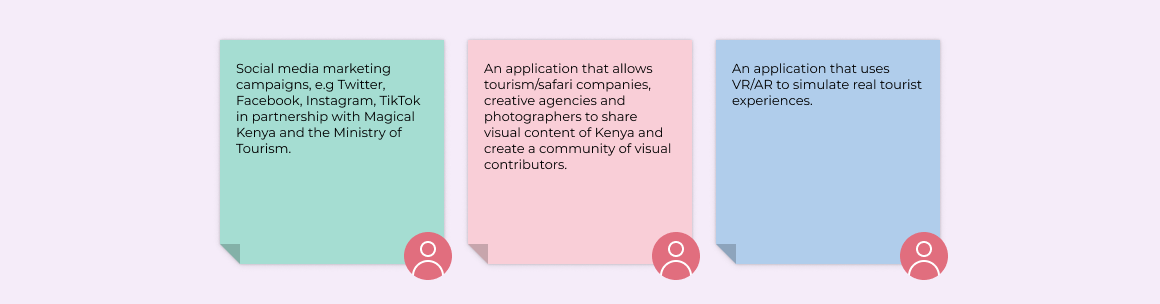 Social media marketing
campaigns, e.g Twitter,
Facebook, Instagram, TikTok
in partnership with Magical
Kenya and the Ministry of
Tourism.
An application that allows
tourism/safari companies,
creative agencies and
photographers to share
visual content of Kenya and
create a community of visual
contributors.
An application that uses
VR/AR to simulate real tourist
experiences.